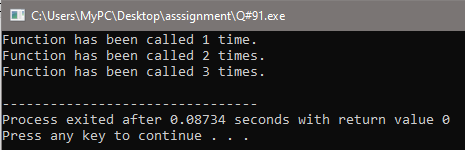 C:\Users\MyPC\Desktop\asssignment\Q#91.exe
Function has been called 1 time.
Function has been called 2 times.
Function has been called 3 times.
--------------------------------
Process exited after 0.08734 seconds with return value 0
Press any key to continue . . .